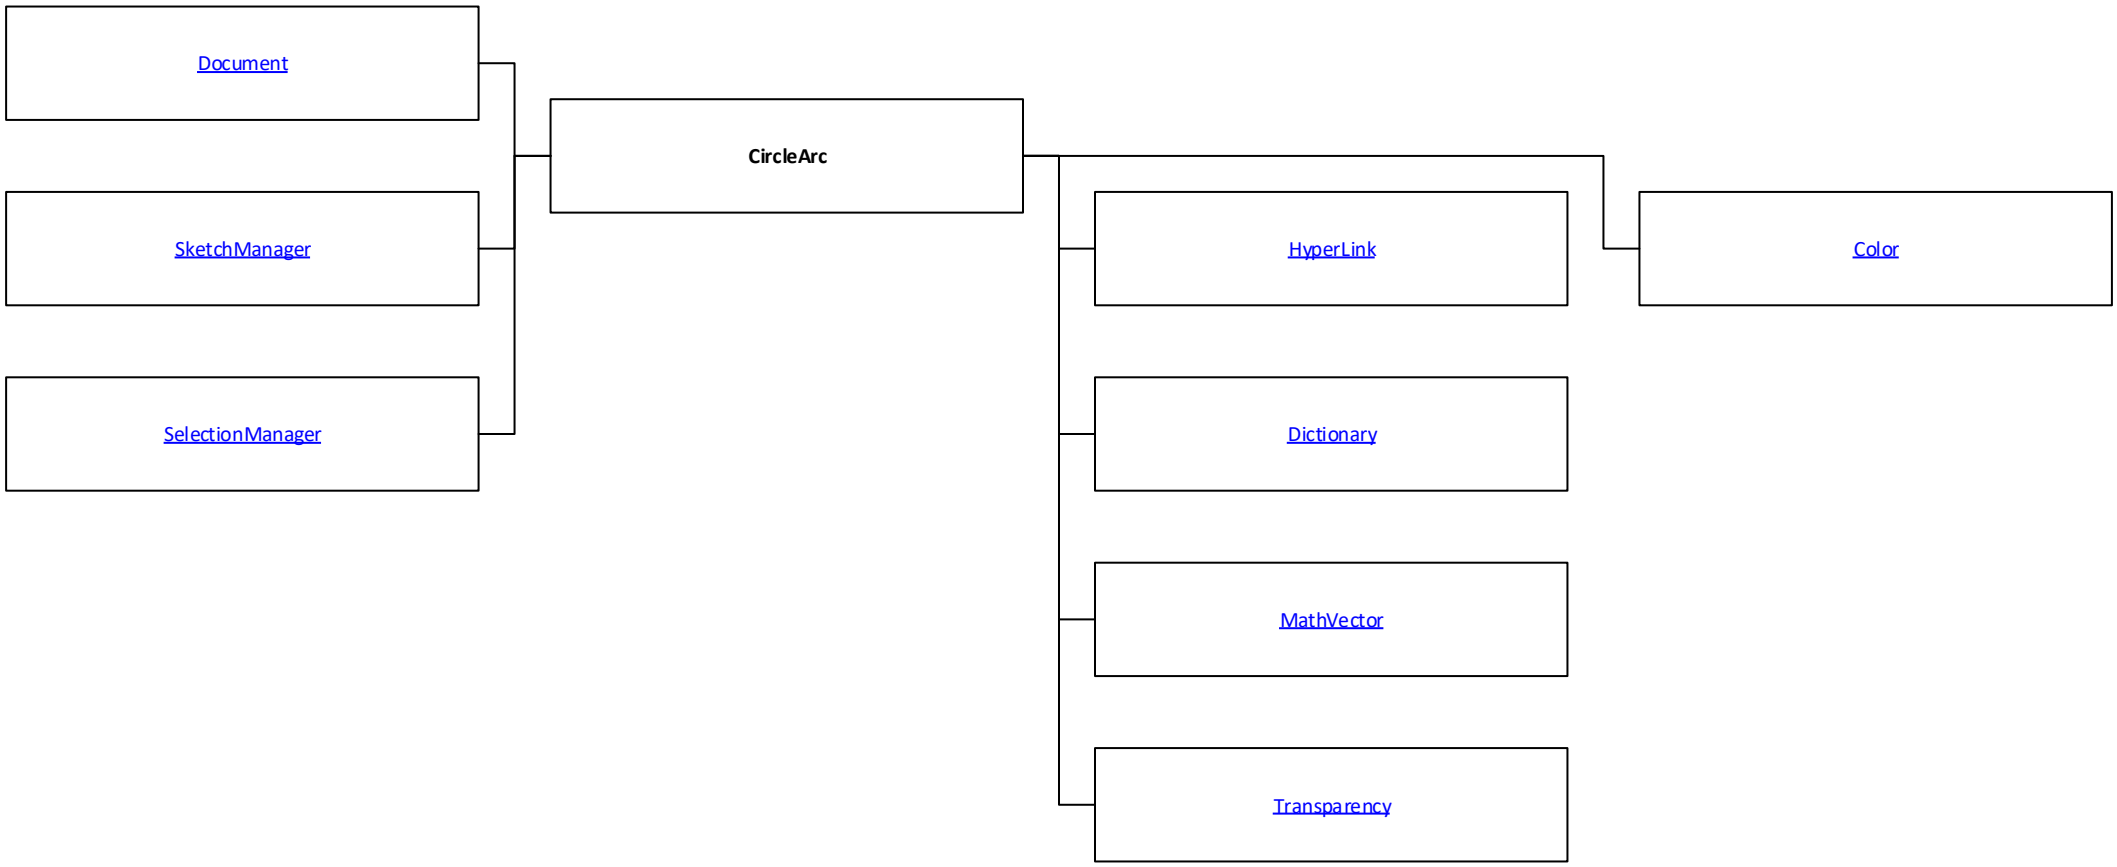 Document
CircleArc
SketchManager
HyperLink
Color
SelectionManager
Dictionary
MathVector
Transparency